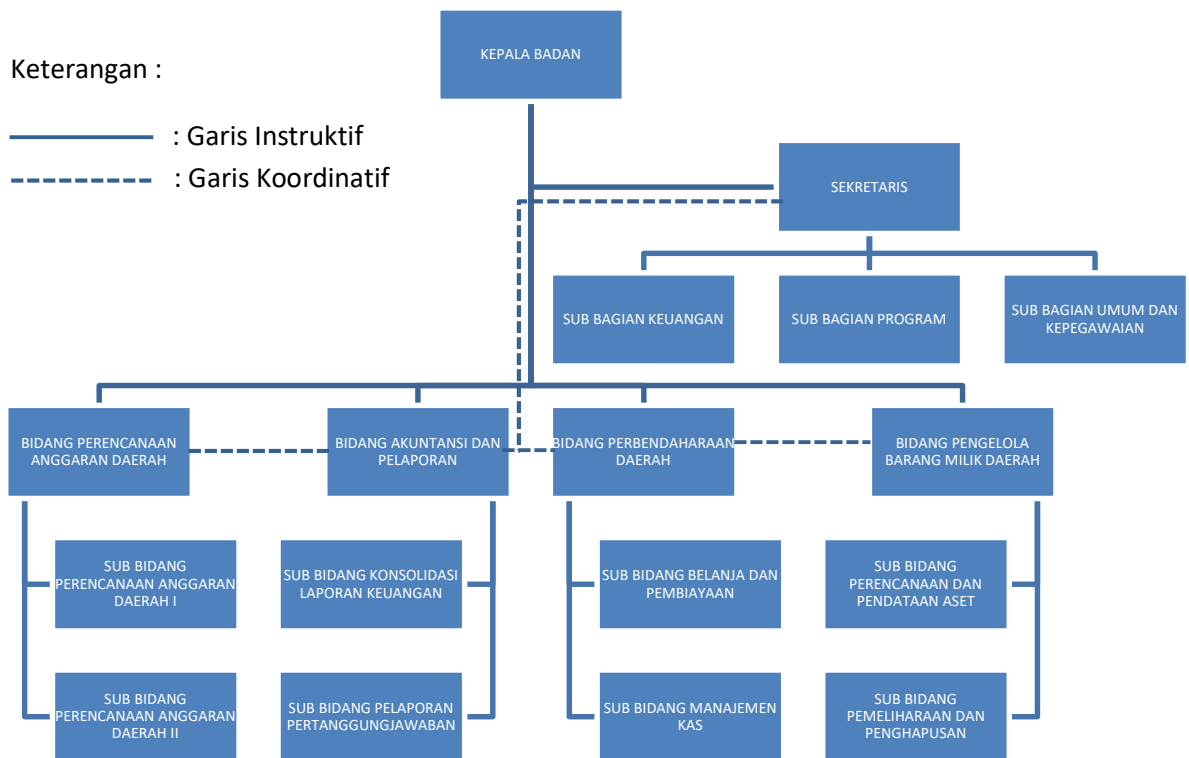 KEPALA BADAN
Keterangan :
: Garis Instruktif
: Garis Koordinatif
SEKRETARIS
SUB BAGIAN KEUANGAN
SUB BAGIAN PROGRAM
SUB BAGIAN UMUM DAN
KEPEGAWAIAN
BIDANG PERENCANAAN
ANGGARAN DAERAH
BIDANG AKUNTANSI DAN
PELAPORAN
BIDANG PERBENDAHARAAN
DAERAH
BIDANG PENGELOLA
BARANG MILIK DAERAH
SUB BIDANG
PERENCANAAN ANGGARAN
DAERAH I
SUB BIDANG KONSOLIDASI
LAPORAN KEUANGAN
SUB BIDANG BELANJA DAN
PEMBIAYAAN
SUB BIDANG
PERENCANAAN DAN
PENDATAAN ASET
SUB BIDANG
PERENCANAAN ANGGARAN
DAERAH II
SUB BIDANG PELAPORAN
PERTANGGUNGJAWABAN
SUB BIDANG MANAJEMEN
KAS
SUB BIDANG
PEMELIHARAAN DAN
PENGHAPUSAN